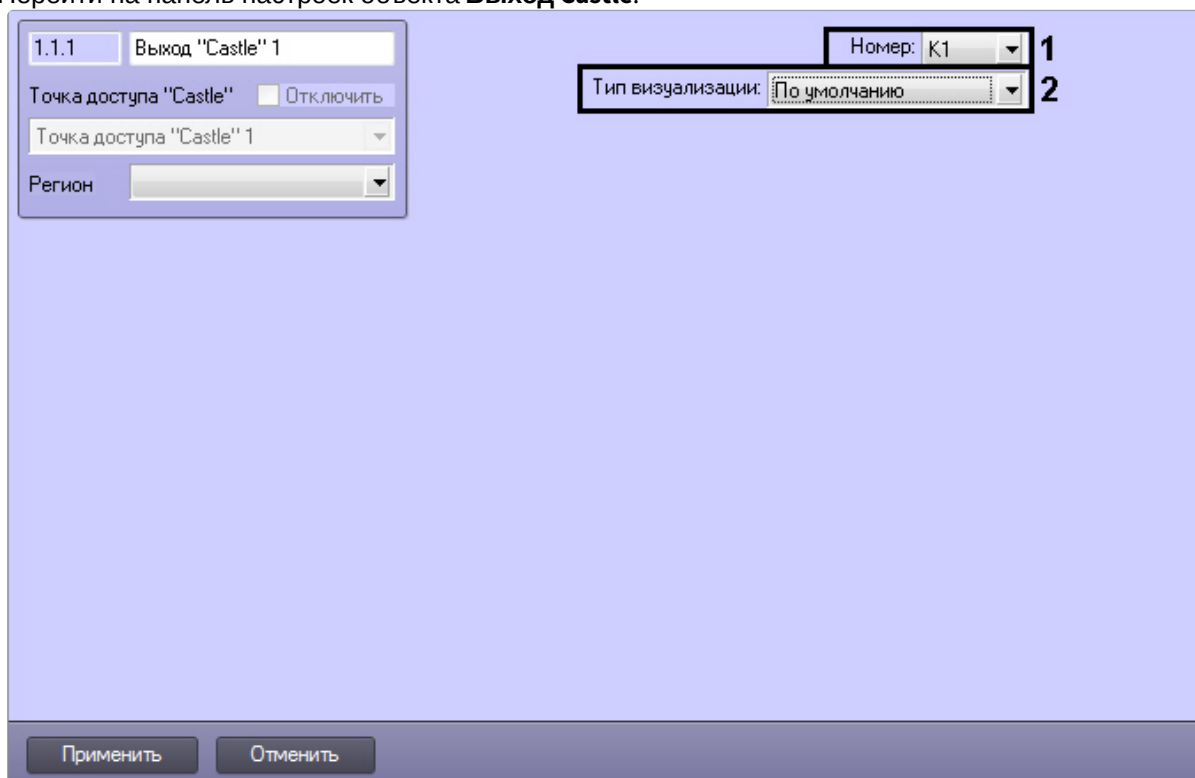 Перейти на панель настроек объекта Выход Castle.
1.1.1 Выход "Castle" 1
Номер: К1 1
Точка доступа "Castle" Отключить
Тип визуализации: По умолчанию 2
Точка доступа "Castle" 1
Регион
Применить Отменить